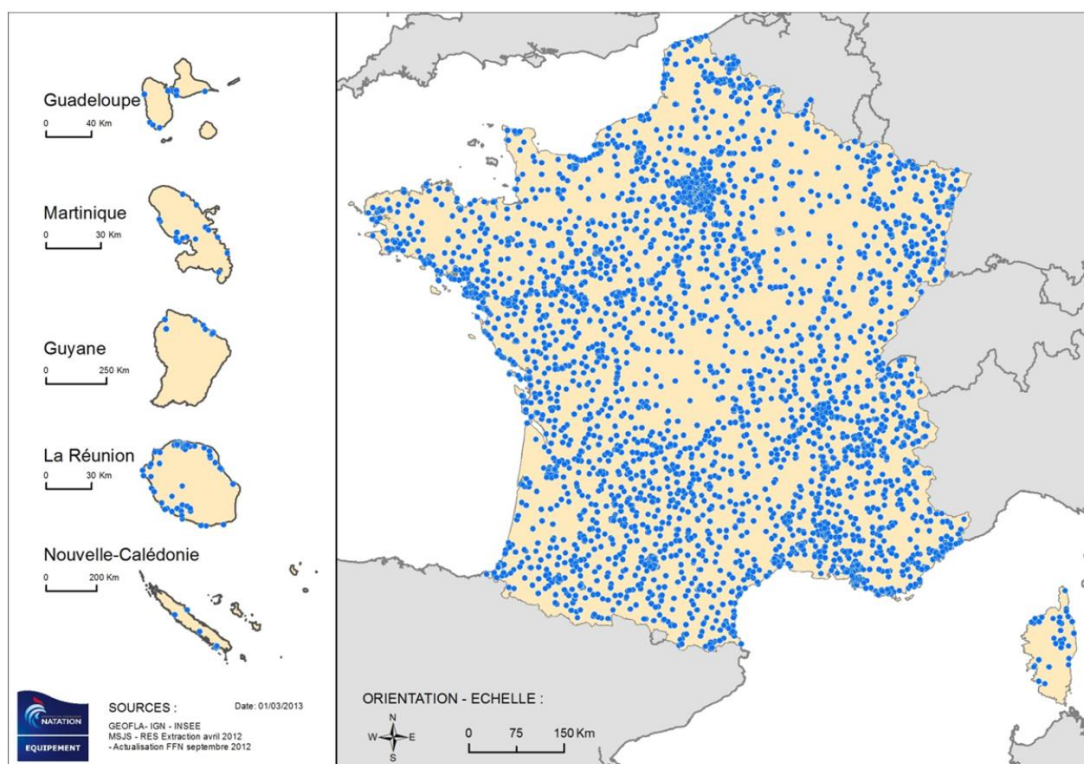 Guadeloupe
0 40 Km
Martinique
0 30 Km
Guyane
0 250 Km
La Réunion
0 30 Km
Nouvelle-Calédonie
0 200 Km
NATATION
EQUIPEMENT
SOURCES :
Date: 01/03/2013
GEOFLA- IGN - INSEE
MSJS - RES Extraction avril 2012
- Actualisation FFN septembre 2012
ORIENTATION - ECHELLE :
N
W E
S
0 75 150 Km